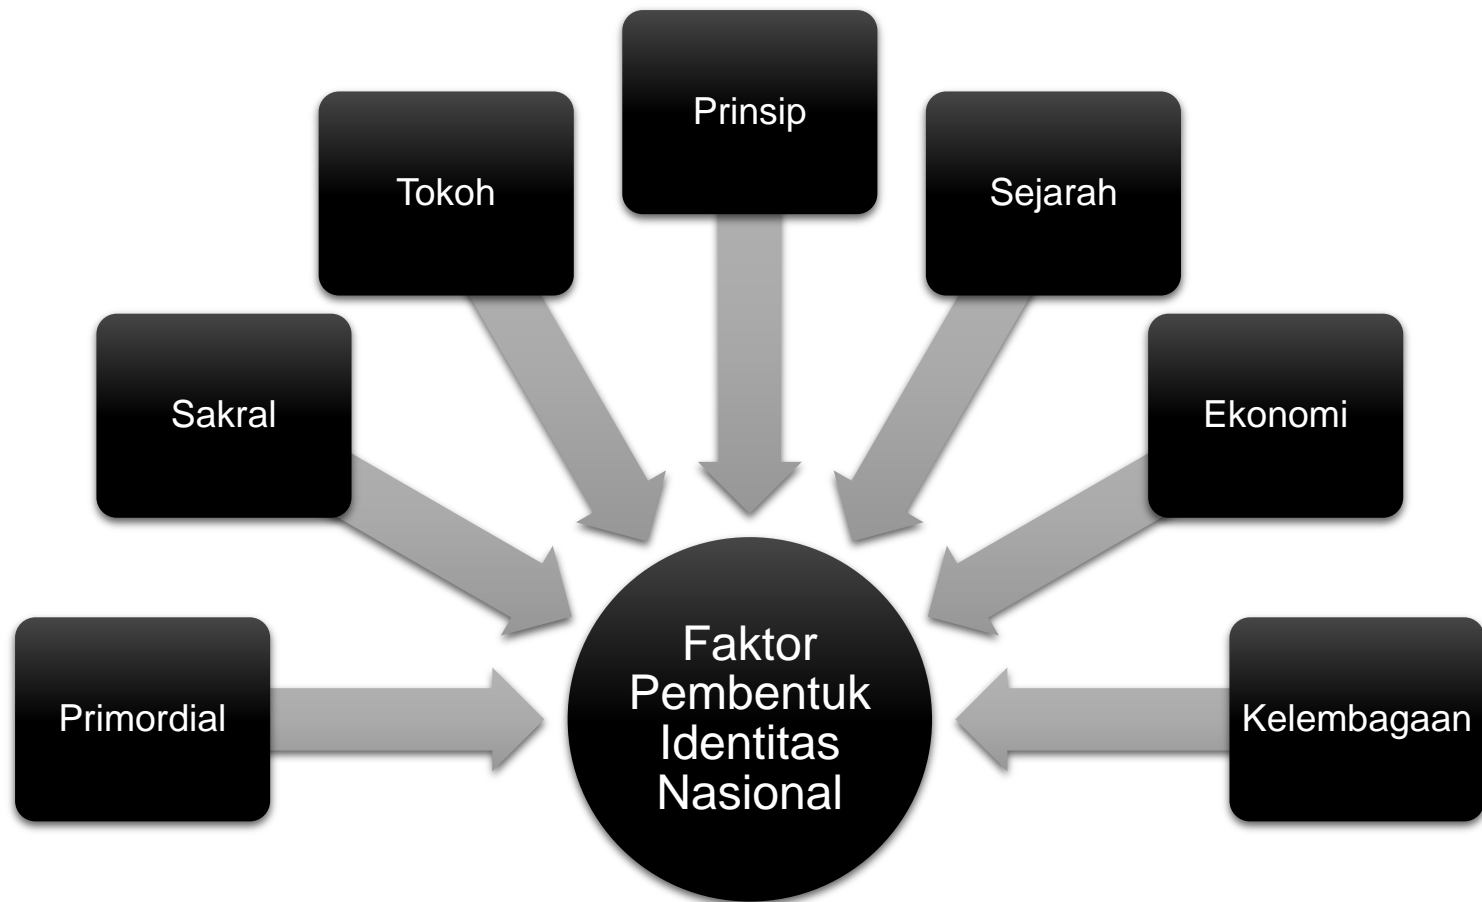 Prinsip
Tokoh
Sejarah
Sakral
Ekonomi
Primordial
Faktor
Pembentuk
Identitas
Nasional
Kelembagaan